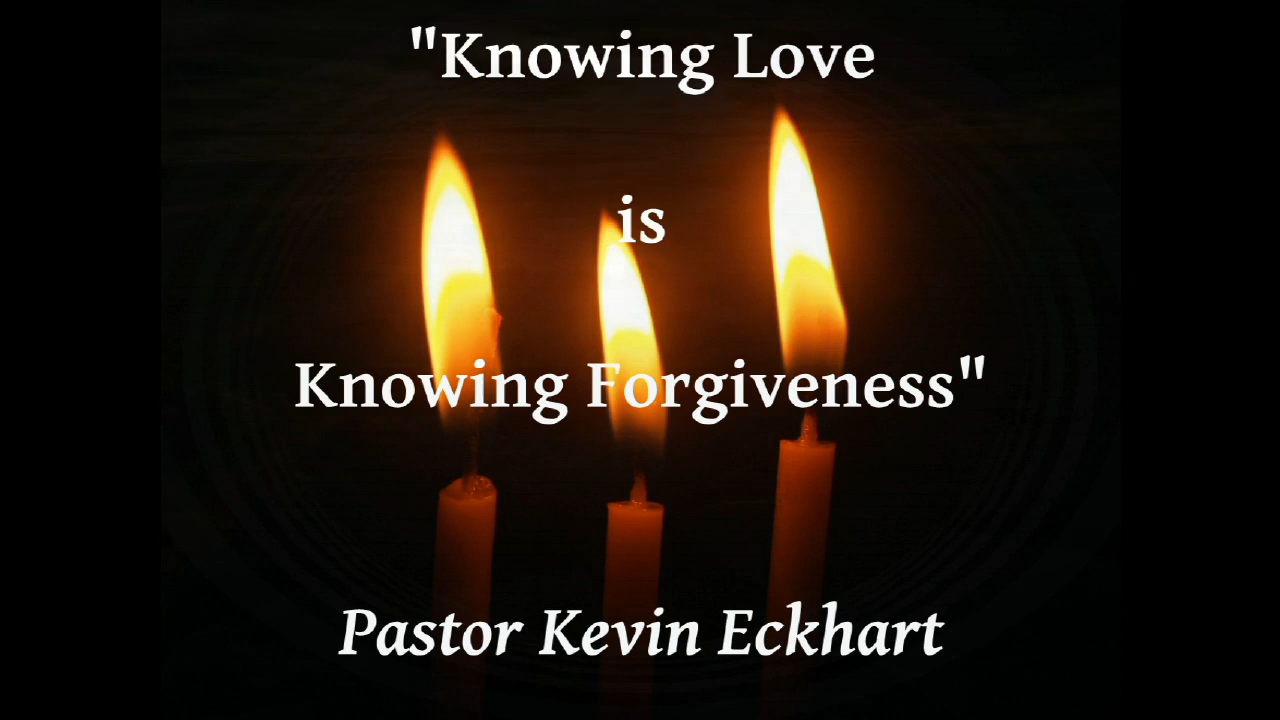 "Knowing Love
is
Knowing Forgiveness"
Pastor Kevin Eckhart